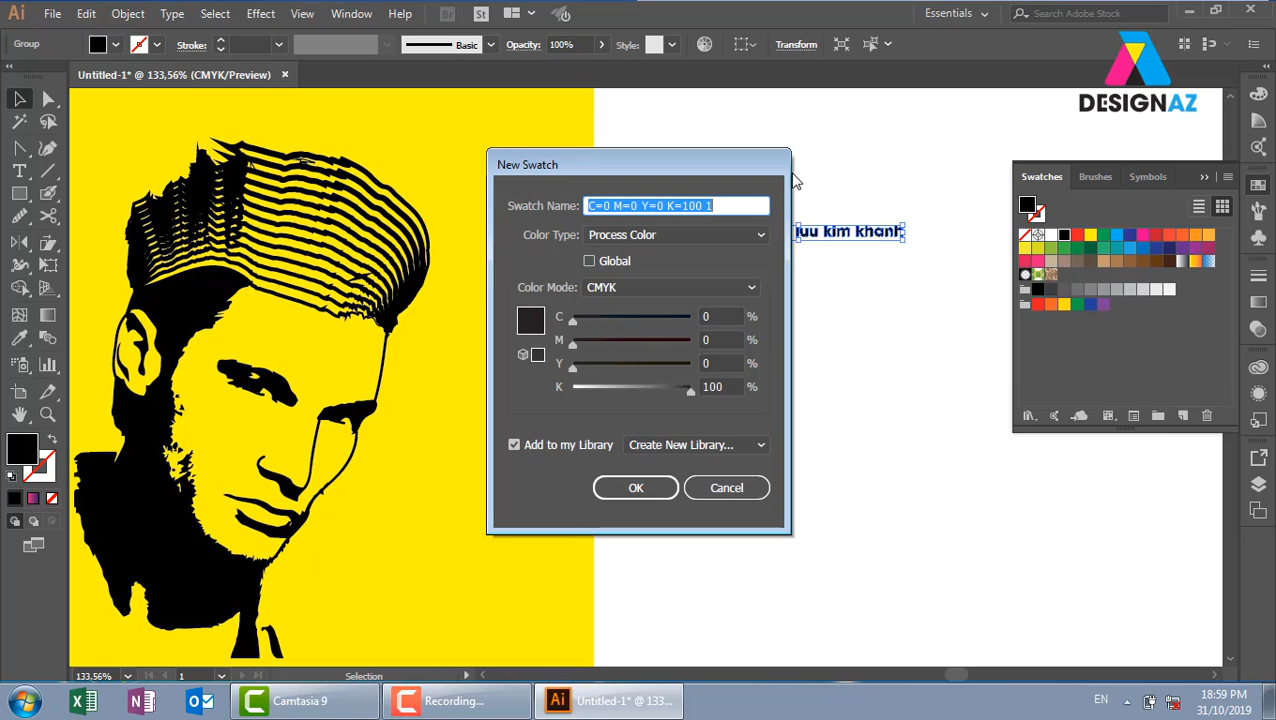 Ai File Edit Object Type Select Effect View Window Help Br St Essentials Search Adobe Stock
Group Stroke: Basic Opacity: 100% Style: Transform
Untitled-1* @ 133,56% (CMYK/Preview)
DESIGNAZ
New Swatch
Swatch Name: C=0 M=0 Y=0 K=100 1
Color Type: Process Color
Global
Color Mode: CMYK
C 0 %
M 0 %
Y 0 %
K 100 %
Add to my Library Create New Library...
OK Cancel
luu kim khanh
Swatches Brushes Symbols
133,56% 1 Selection
Camtasia 9 Recording... Untitled-1* @ 133... EN 18:59 PM
31/10/2019